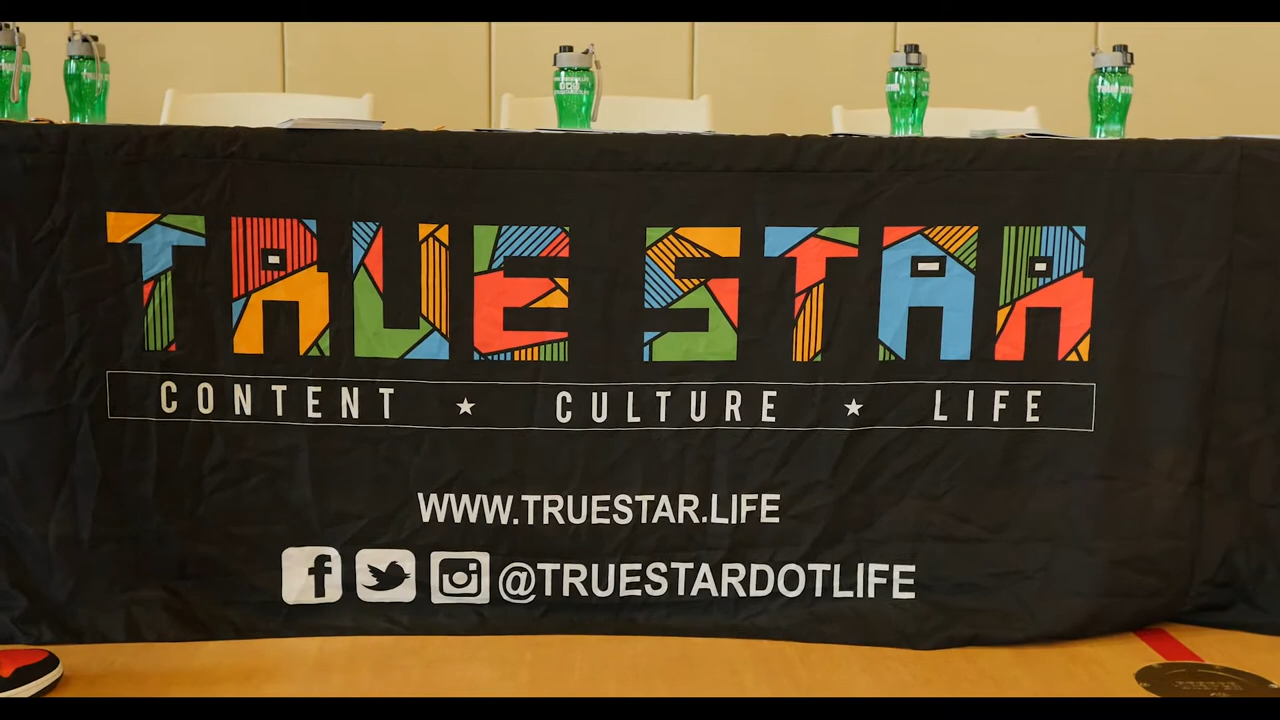 TRUE STAR
CONTENT ★ CULTURE ★ LIFE
WWW.TRUESTAR.LIFE
@TRUESTARDOTLIFE